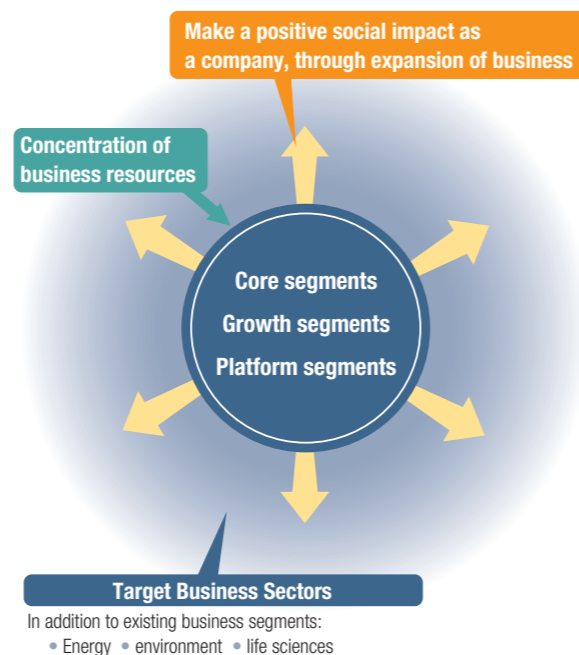 Make a positive social impact as
a company, through expansion of business
Concentration of
business resources
Core segments
Growth segments
Platform segments
Target Business Sectors
In addition to existing business segments:
• Energy • environment • life sciences